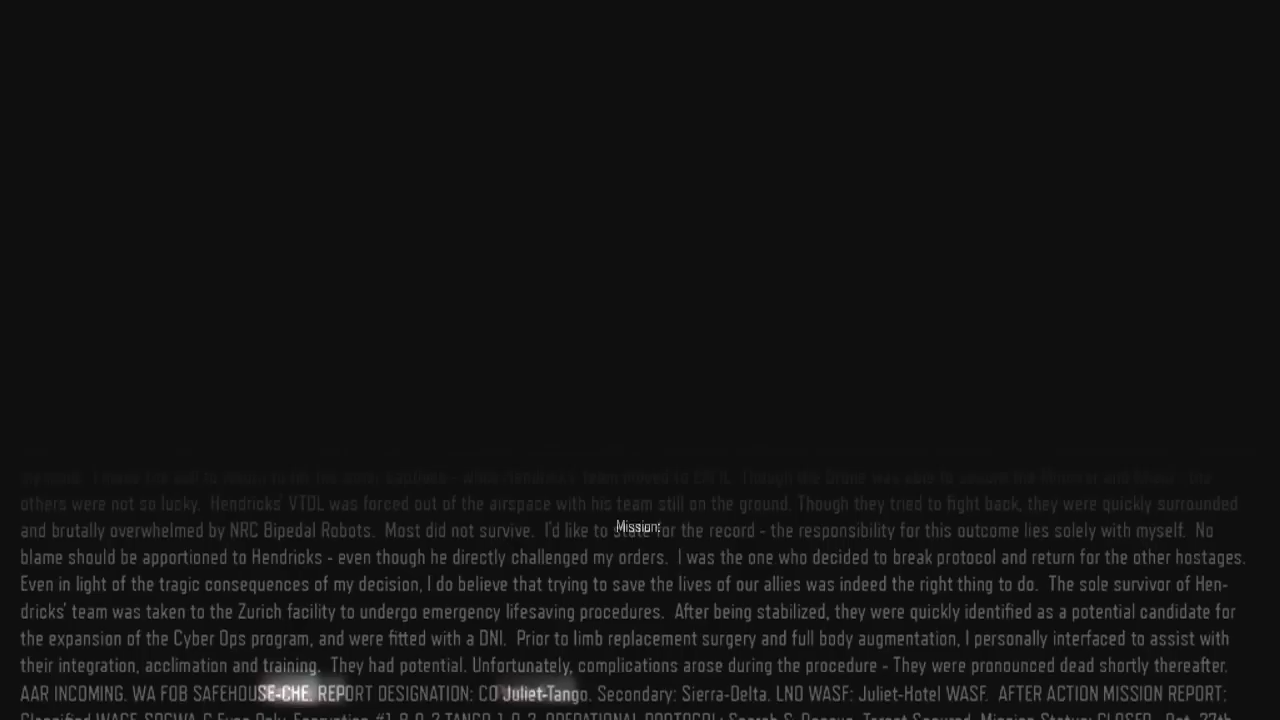 others were not so lucky. Hendricks' VTOL was forced out of the airspace with his team still on the ground. Though they tried to fight back, they were quickly surrounded
Mission:
and brutally overwhelmed by NRC Bipedal Robots. Most did not survive. I'd like to state for the record - the responsibility for this outcome lies solely with myself. No
blame should be apportioned to Hendricks - even though he directly challenged my orders. I was the one who decided to break protocol and return for the other hostages.
Even in light of the tragic consequences of my decision, I do believe that trying to save the lives of our allies was indeed the right thing to do. The sole survivor of Hen-
dricks' team was taken to the Zurich facility to undergo emergency lifesaving procedures. After being stabilized, they were quickly identified as a potential candidate for
the expansion of the Cyber Ops program, and were fitted with a DNI. Prior to limb replacement surgery and full body augmentation, I personally interfaced to assist with
their integration, acclimation and training. They had potential. Unfortunately, complications arose during the procedure - They were pronounced dead shortly thereafter.
AAR INCOMING. WA FOB SAFEHOUSE-CHE. REPORT DESIGNATION: CO Juliet-Tango. Secondary: Sierra-Delta. LNO WASF: Juliet-Hotel WASF. AFTER ACTION MISSION REPORT: